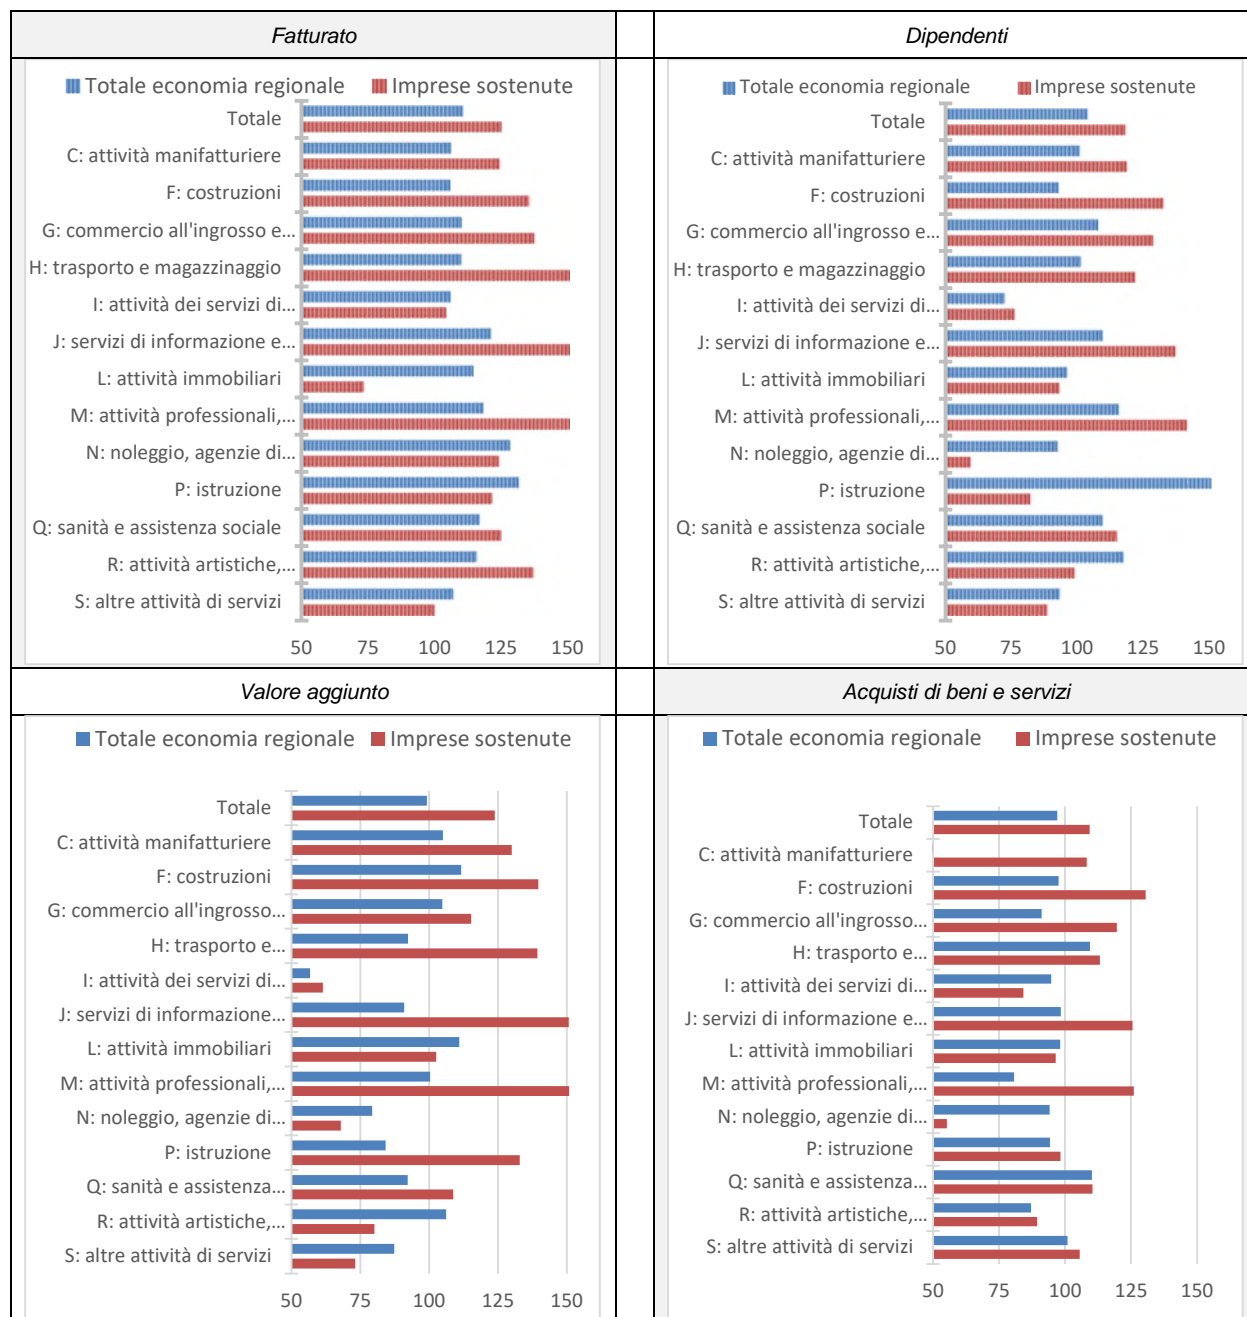 Fatturato
Totale economia regionale Imprese sostenute
Totale
C: attività manifatturiere
F: costruzioni
G: commercio all'ingrosso e...
H: trasporto e magazzinaggio
I: attività dei servizi di...
J: servizi di informazione e...
L: attività immobiliari
M: attività professionali,...
N: noleggio, agenzie di...
P: istruzione
Q: sanità e assistenza sociale
R: attività artistiche,...
S: altre attività di servizi
50 75 100 125 150
Dipendenti
Totale economia regionale Imprese sostenute
Totale
C: attività manifatturiere
F: costruzioni
G: commercio all'ingrosso e...
H: trasporto e magazzinaggio
I: attività dei servizi di...
J: servizi di informazione e...
L: attività immobiliari
M: attività professionali,...
N: noleggio, agenzie di...
P: istruzione
Q: sanità e assistenza sociale
R: attività artistiche,...
S: altre attività di servizi
50 75 100 125 150
Valore aggiunto
Totale economia regionale Imprese sostenute
Totale
C: attività manifatturiere
F: costruzioni
G: commercio all'ingrosso...
H: trasporto e...
I: attività dei servizi di...
J: servizi di informazione...
L: attività immobiliari
M: attività professionali,...
N: noleggio, agenzie di...
P: istruzione
Q: sanità e assistenza...
R: attività artistiche,...
S: altre attività di servizi
50 75 100 125 150
Acquisti di beni e servizi
Totale economia regionale Imprese sostenute
Totale
C: attività manifatturiere
F: costruzioni
G: commercio all'ingrosso...
H: trasporto e...
I: attività dei servizi di...
J: servizi di informazione e...
L: attività immobiliari
M: attività professionali,...
N: noleggio, agenzie di...
P: istruzione
Q: sanità e assistenza...
R: attività artistiche,...
S: altre attività di servizi
50 75 100 125 150